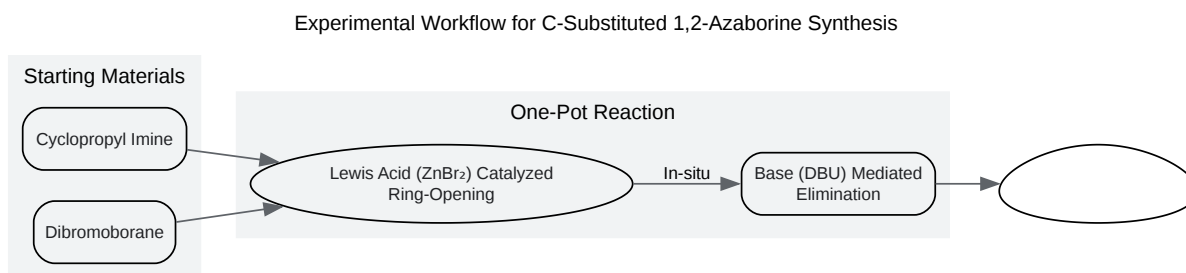 Experimental Workflow for C-Substituted 1,2-Azaborine Synthesis
Starting Materials
Cyclopropyl Imine
Dibromoborane
One-Pot Reaction
Lewis Acid (ZnBr₂) Catalyzed
Ring-Opening
In-situ
Base (DBU) Mediated
Elimination